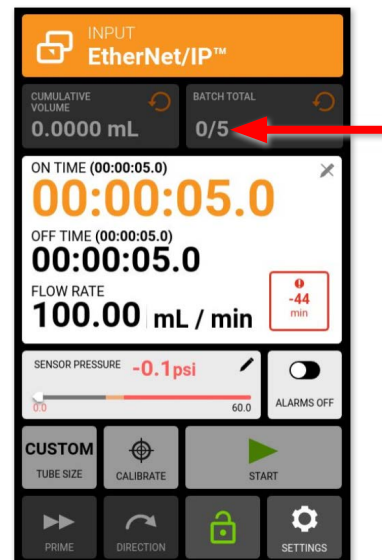 INPUT
EtherNet/IP™
CUMULATIVE
VOLUME
0.0000 mL
BATCH TOTAL
0/5
ON TIME (00:00:05.0)
00:00:05.0
OFF TIME (00:00:05.0)
00:00:05.0
FLOW RATE
100.00 mL / min
-44
min
SENSOR PRESSURE -0.1psi
0.0 60.0
ALARMS OFF
CUSTOM
TUBE SIZE
CALIBRATE
START
PRIME
DIRECTION
SETTINGS